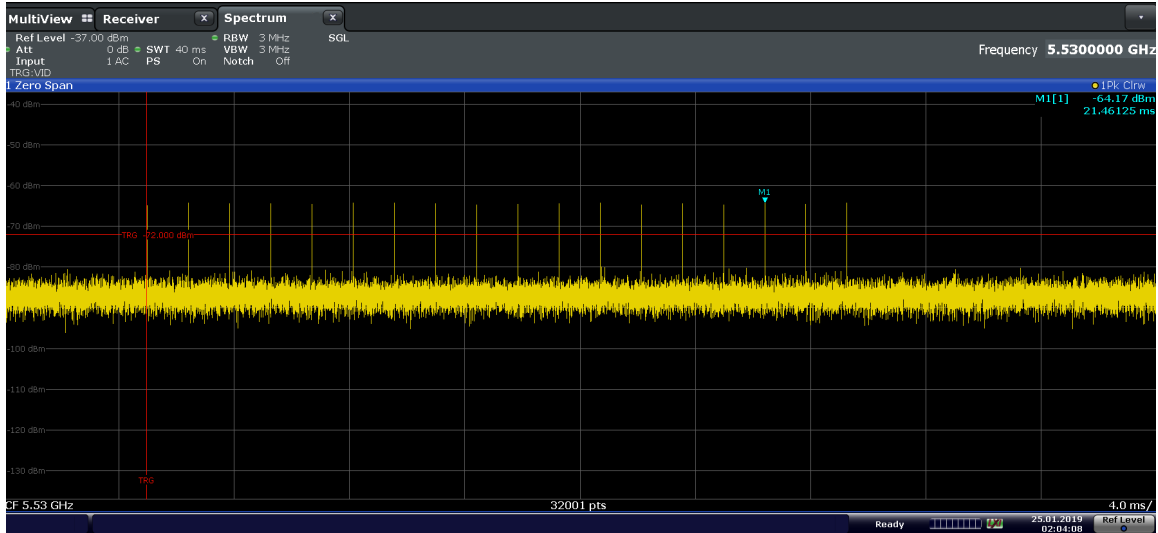 MultiView Receiver X Spectrum X
Ref Level -37.00 dBm RBW 3 MHz SGL
Att 0 dB SWT 40 ms VBW 3 MHz
Input 1 AC PS On Notch Off
Frequency 5.5300000 GHz
TRG:VID
1 Zero Span 1Pk Clrw
M1[1] -64.17 dBm
21.46125 ms
-40 dBm
-50 dBm
-60 dBm
M1
-70 dBm
TRG -72.000 dBm
-80 dBm
-100 dBm
-110 dBm
-120 dBm
-130 dBm
TRG
CF 5.53 GHz 32001 pts 4.0 ms/
Ready 25.01.2019 Ref Level
02:04:08